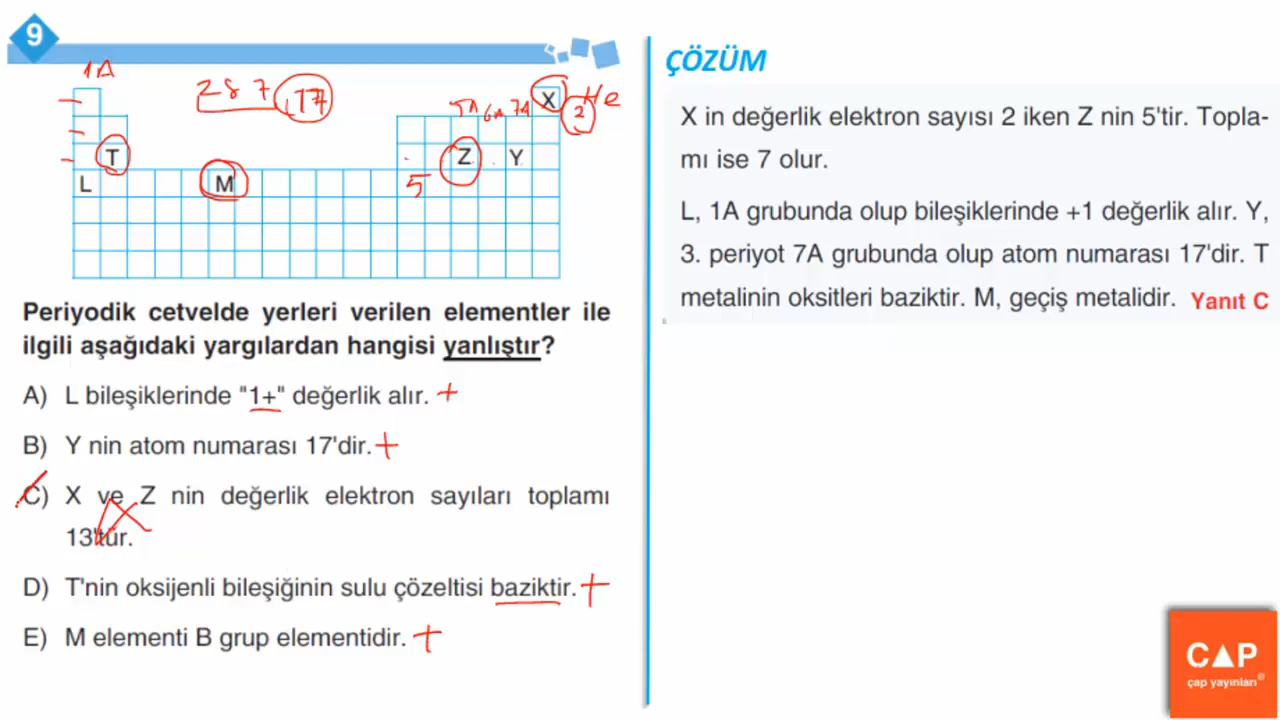 9
1A
2 8 7 17
5A 6A 7A
X
2
He
T
Z
Y
L
M
5
Periyodik cetvelde yerleri verilen elementler ile
ilgili aşağıdaki yargılardan hangisi yanlıştır?
A) L bileşiklerinde "1+" değerlik alır. +
B) Y nin atom numarası 17'dir. +
C) X ve Z nin değerlik elektron sayıları toplamı
13'tür.
D) T'nin oksijenli bileşiğinin sulu çözeltisi baziktir. +
E) M elementi B grup elementidir. +
ÇÖZÜM
X in değerlik elektron sayısı 2 iken Z nin 5'tir. Topla-
mı ise 7 olur.
L, 1A grubunda olup bileşiklerinde +1 değerlik alır. Y,
3. periyot 7A grubunda olup atom numarası 17'dir. T
metalinin oksitleri baziktir. M, geçiş metalidir. Yanıt C
CAP
çap yayınları